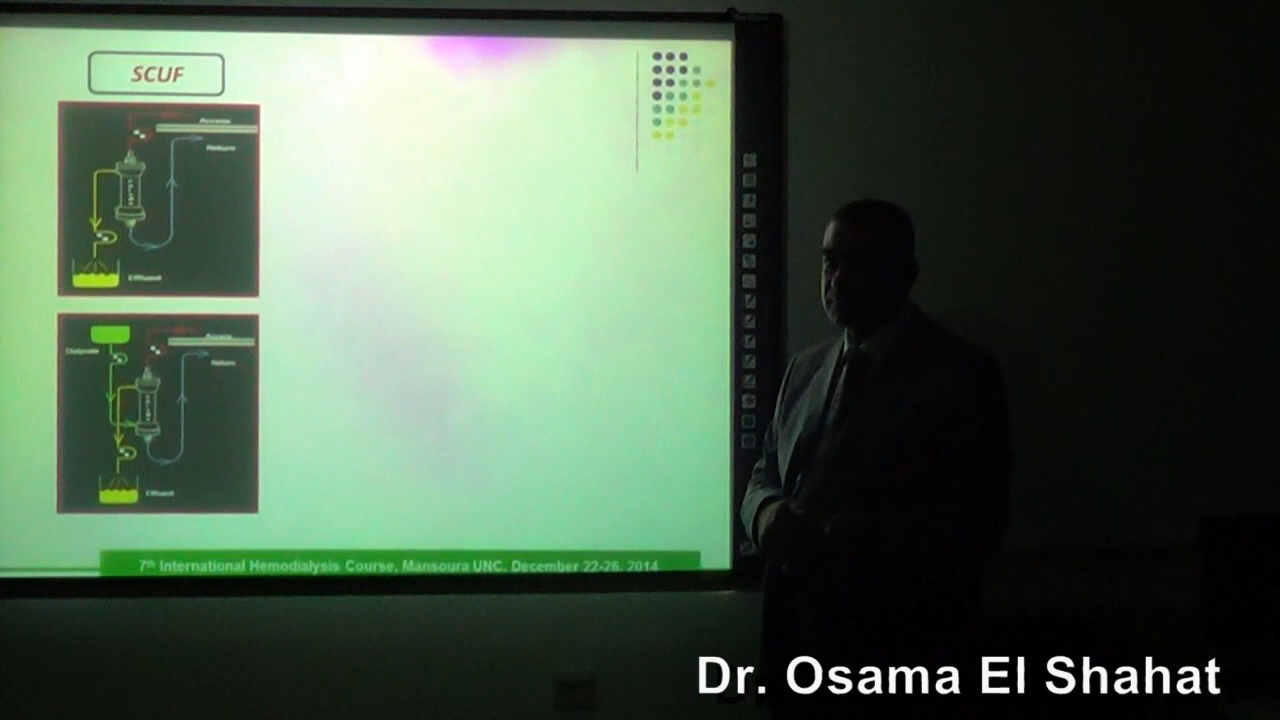 SCUF
Access
Return
Effluent
Dialysate
Access
Return
Effluent
7th International Hemodialysis Course, Mansoura UNC, December 22-26, 2014
Dr. Osama El Shahat